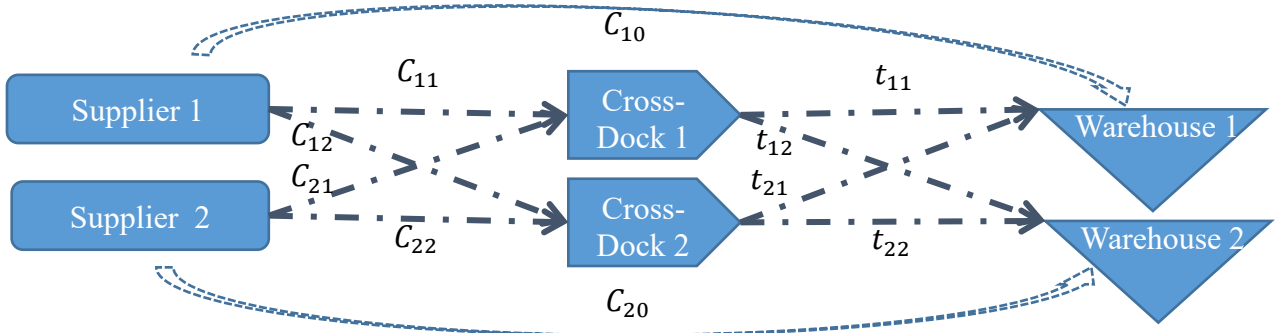 C₁₀
C₁₁
t₁₁
Supplier 1
Cross-
Dock 1
Warehouse 1
C₁₂
t₁₂
C₂₁
t₂₁
Supplier 2
Cross-
Dock 2
Warehouse 2
C₂₂
t₂₂
C₂₀